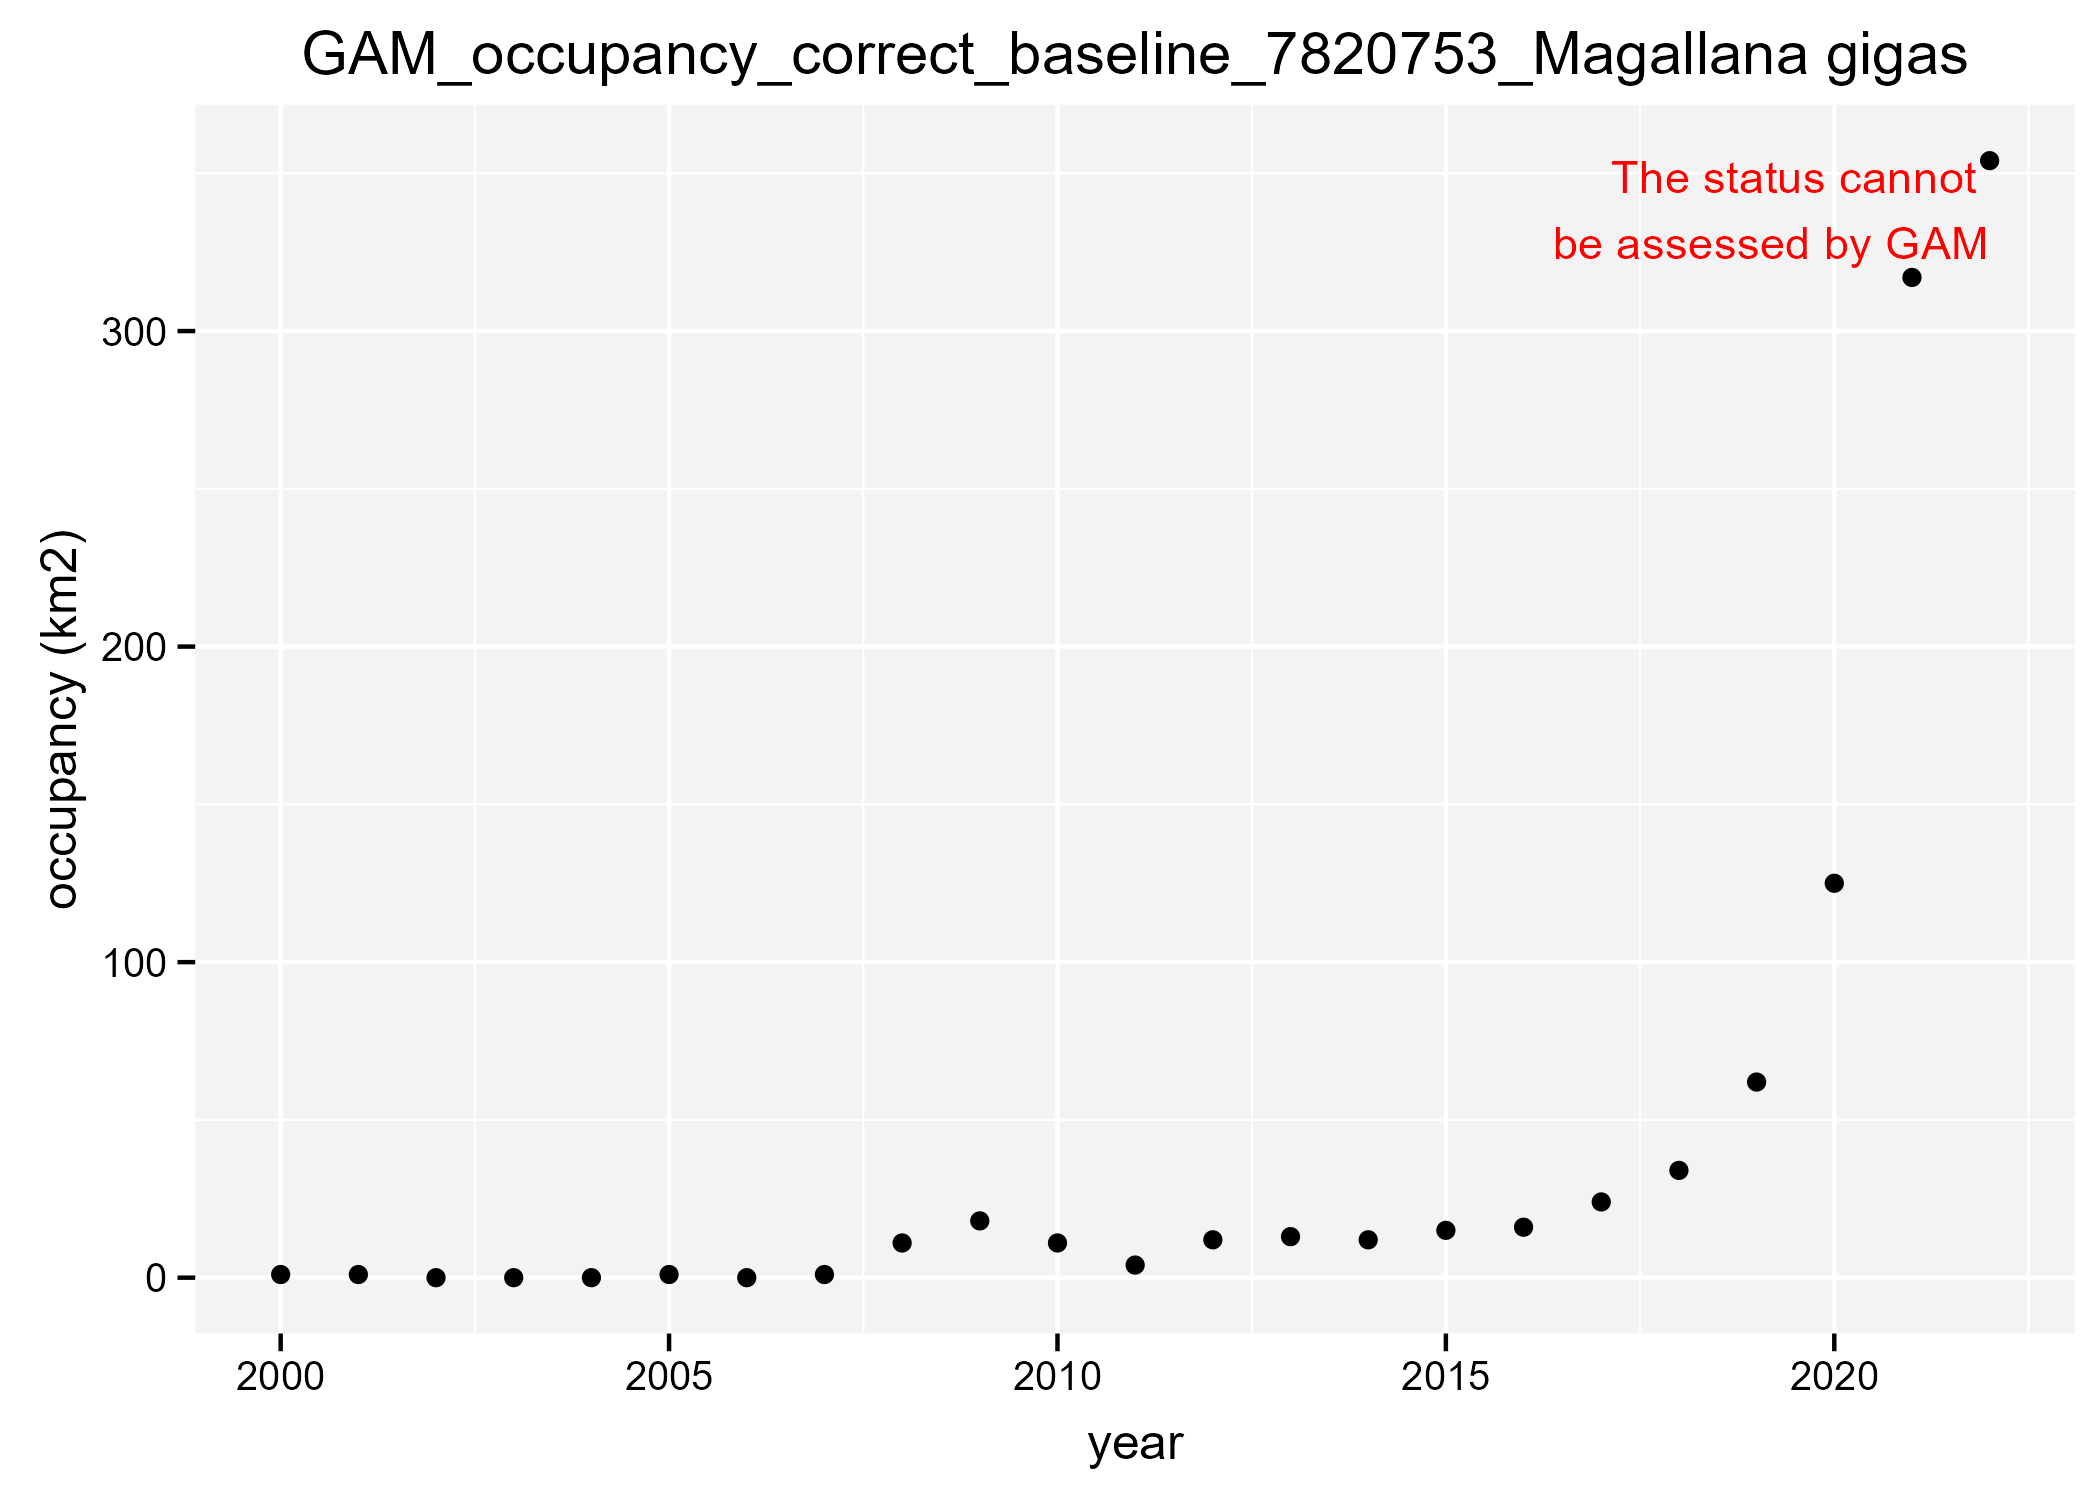 GAM_occupancy_correct_baseline_7820753_Magallana gigas
The status cannot
be assessed by GAM
occupancy (km2)
300
200
100
0
2000 2005 2010 2015 2020
year